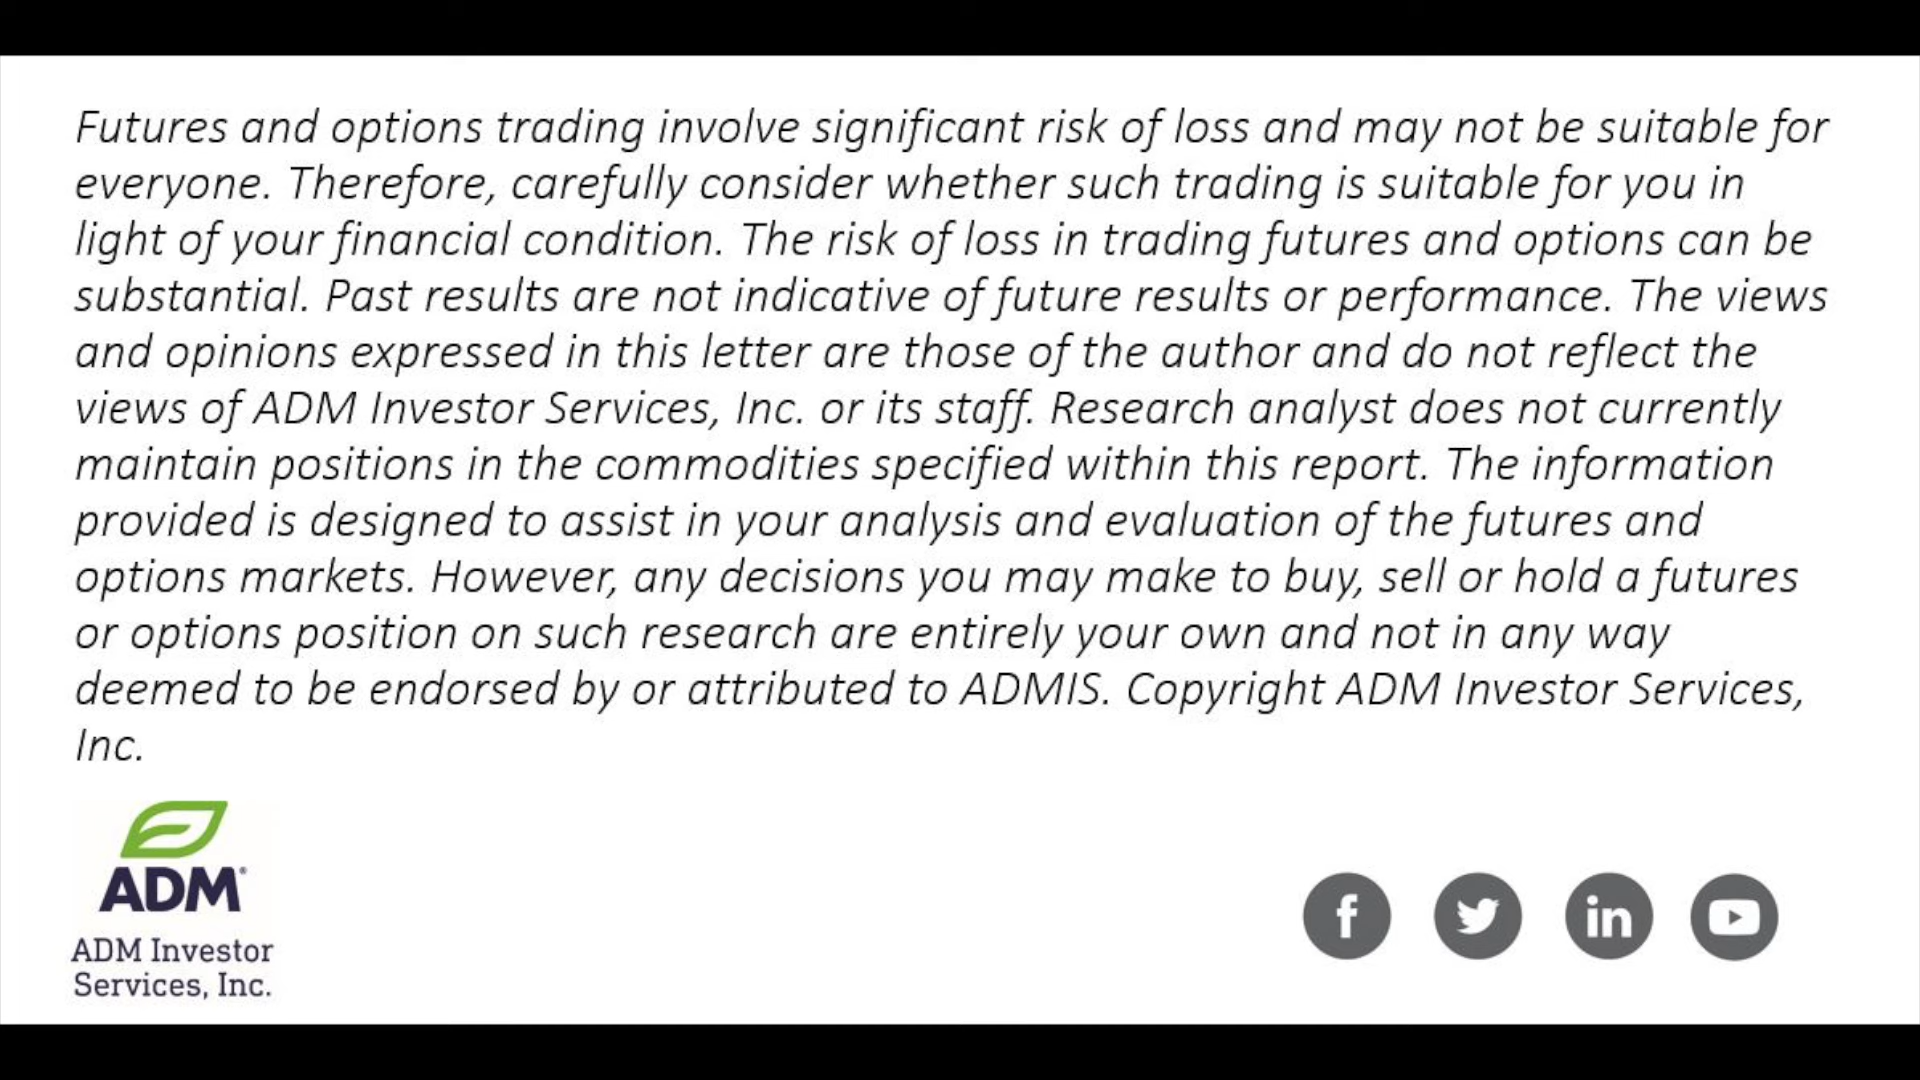 Futures and options trading involve significant risk of loss and may not be suitable for
everyone. Therefore, carefully consider whether such trading is suitable for you in
light of your financial condition. The risk of loss in trading futures and options can be
substantial. Past results are not indicative of future results or performance. The views
and opinions expressed in this letter are those of the author and do not reflect the
views of ADM Investor Services, Inc. or its staff. Research analyst does not currently
maintain positions in the commodities specified within this report. The information
provided is designed to assist in your analysis and evaluation of the futures and
options markets. However, any decisions you may make to buy, sell or hold a futures
or options position on such research are entirely your own and not in any way
deemed to be endorsed by or attributed to ADMIS. Copyright ADM Investor Services,
Inc.
ADM®
ADM Investor
Services, Inc.
f
in